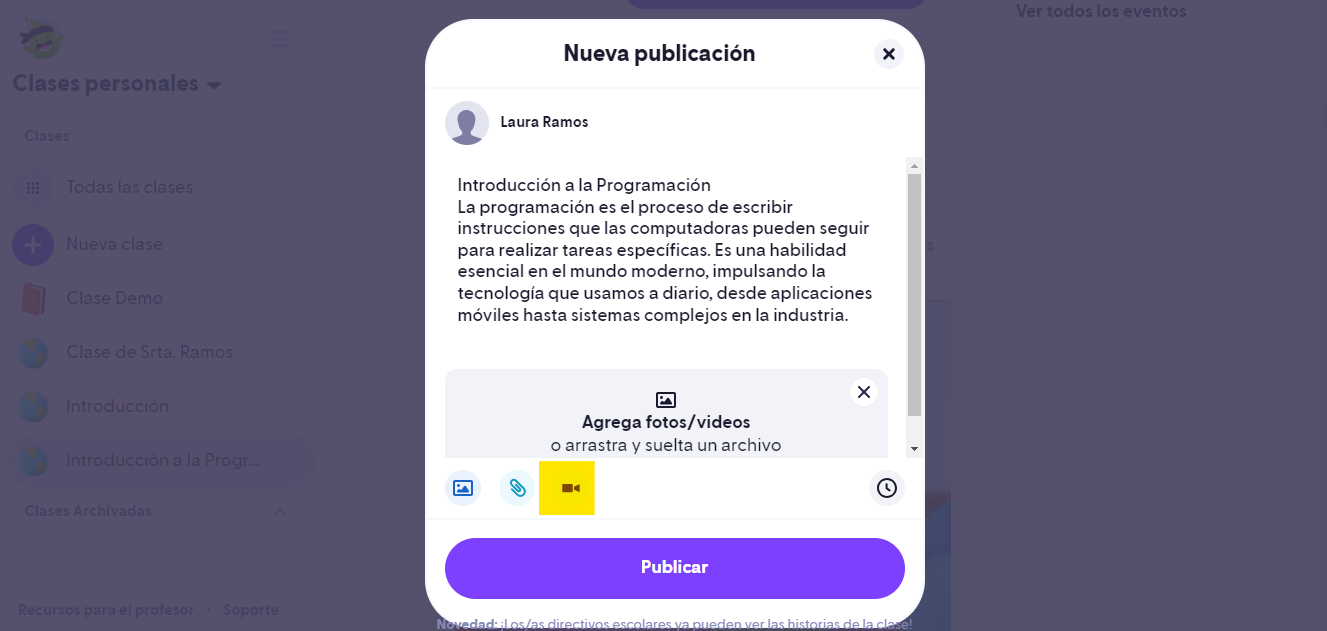 Ver todos los eventos
Nueva publicación
Clases personales
Laura Ramos
Clases
Todas las clases
Nueva clase
Clase Demo
Clase de Srta. Ramos
Introducción
Introducción a la Progr...
Clases Archivadas
Introducción a la Programación
La programación es el proceso de escribir
instrucciones que las computadoras pueden seguir
para realizar tareas específicas. Es una habilidad
esencial en el mundo moderno, impulsando la
tecnología que usamos a diario, desde aplicaciones
móviles hasta sistemas complejos en la industria.
Agrega fotos/videos
o arrastra y suelta un archivo
Publicar
Recursos para el profesor · Soporte
Novedad: ¡Los/as directivos escolares ya pueden ver las historias de la clase!